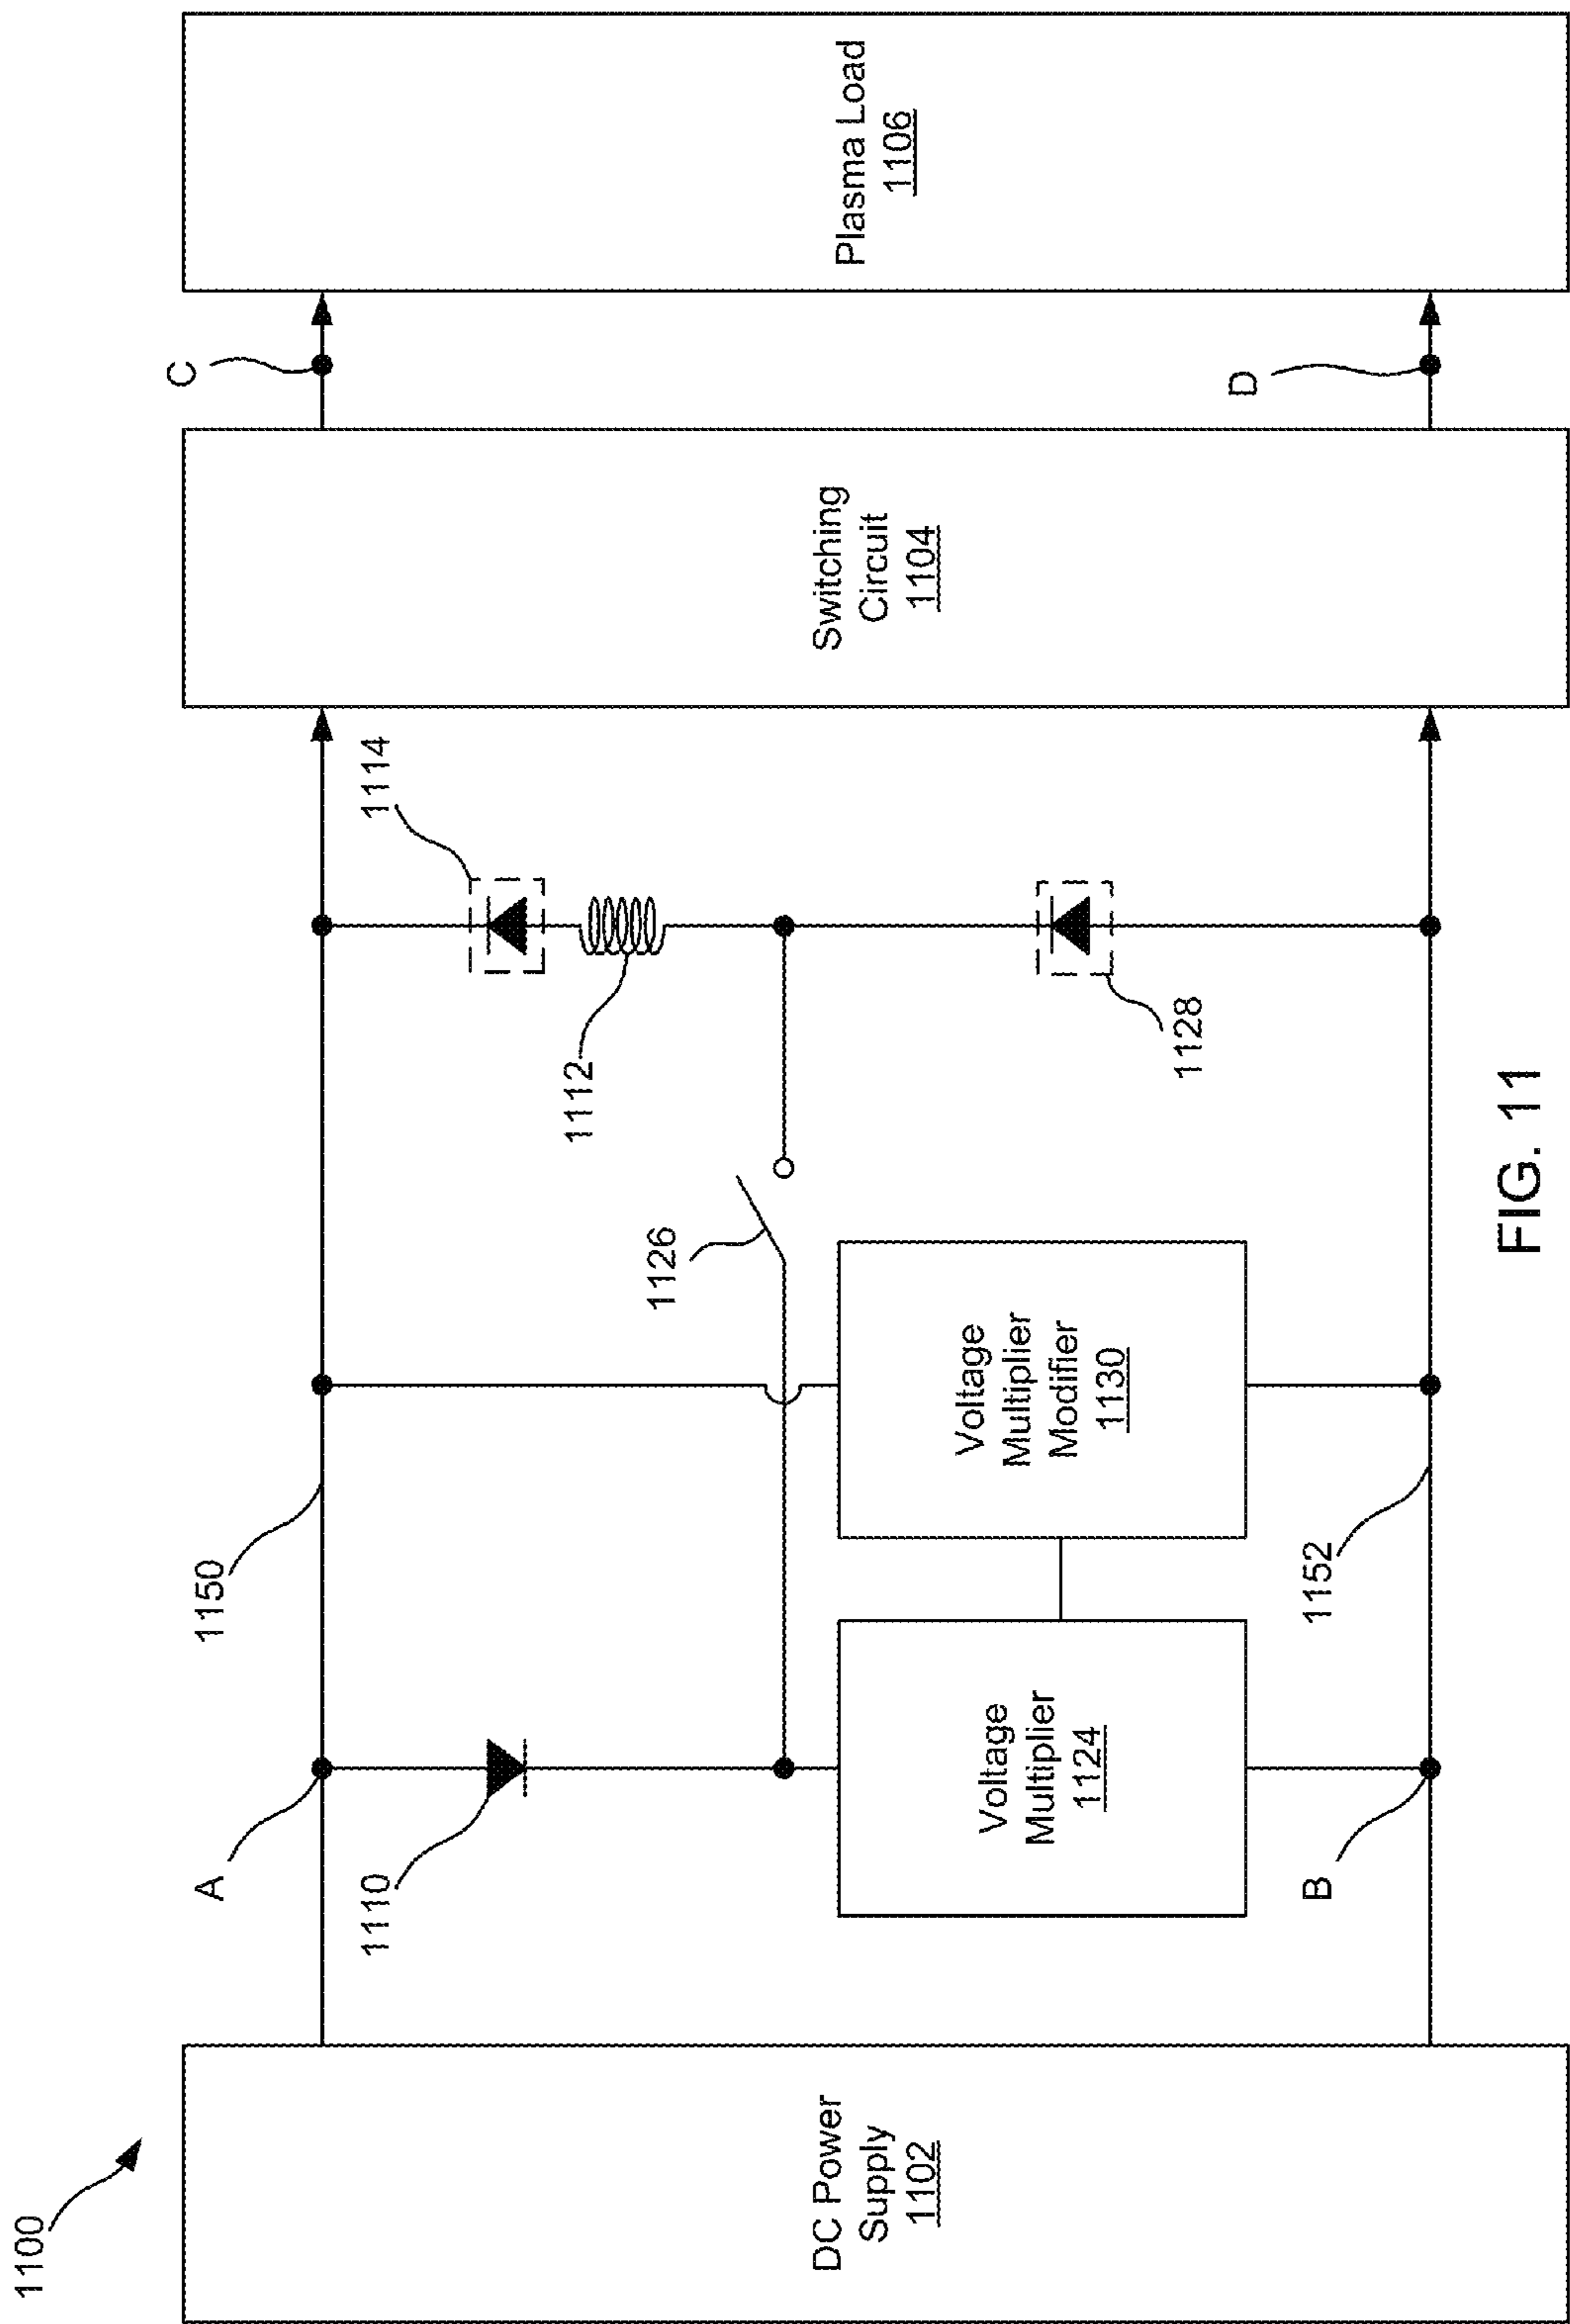 1100
DC Power
Supply
1102
A
1150
1110
Voltage
Multiplier
1124
B
Voltage
Multiplier
Modifier
1130
1152
1126
1112
1114
1128
Switching
Circuit
1104
C
D
Plasma Load
1106
FIG. 11